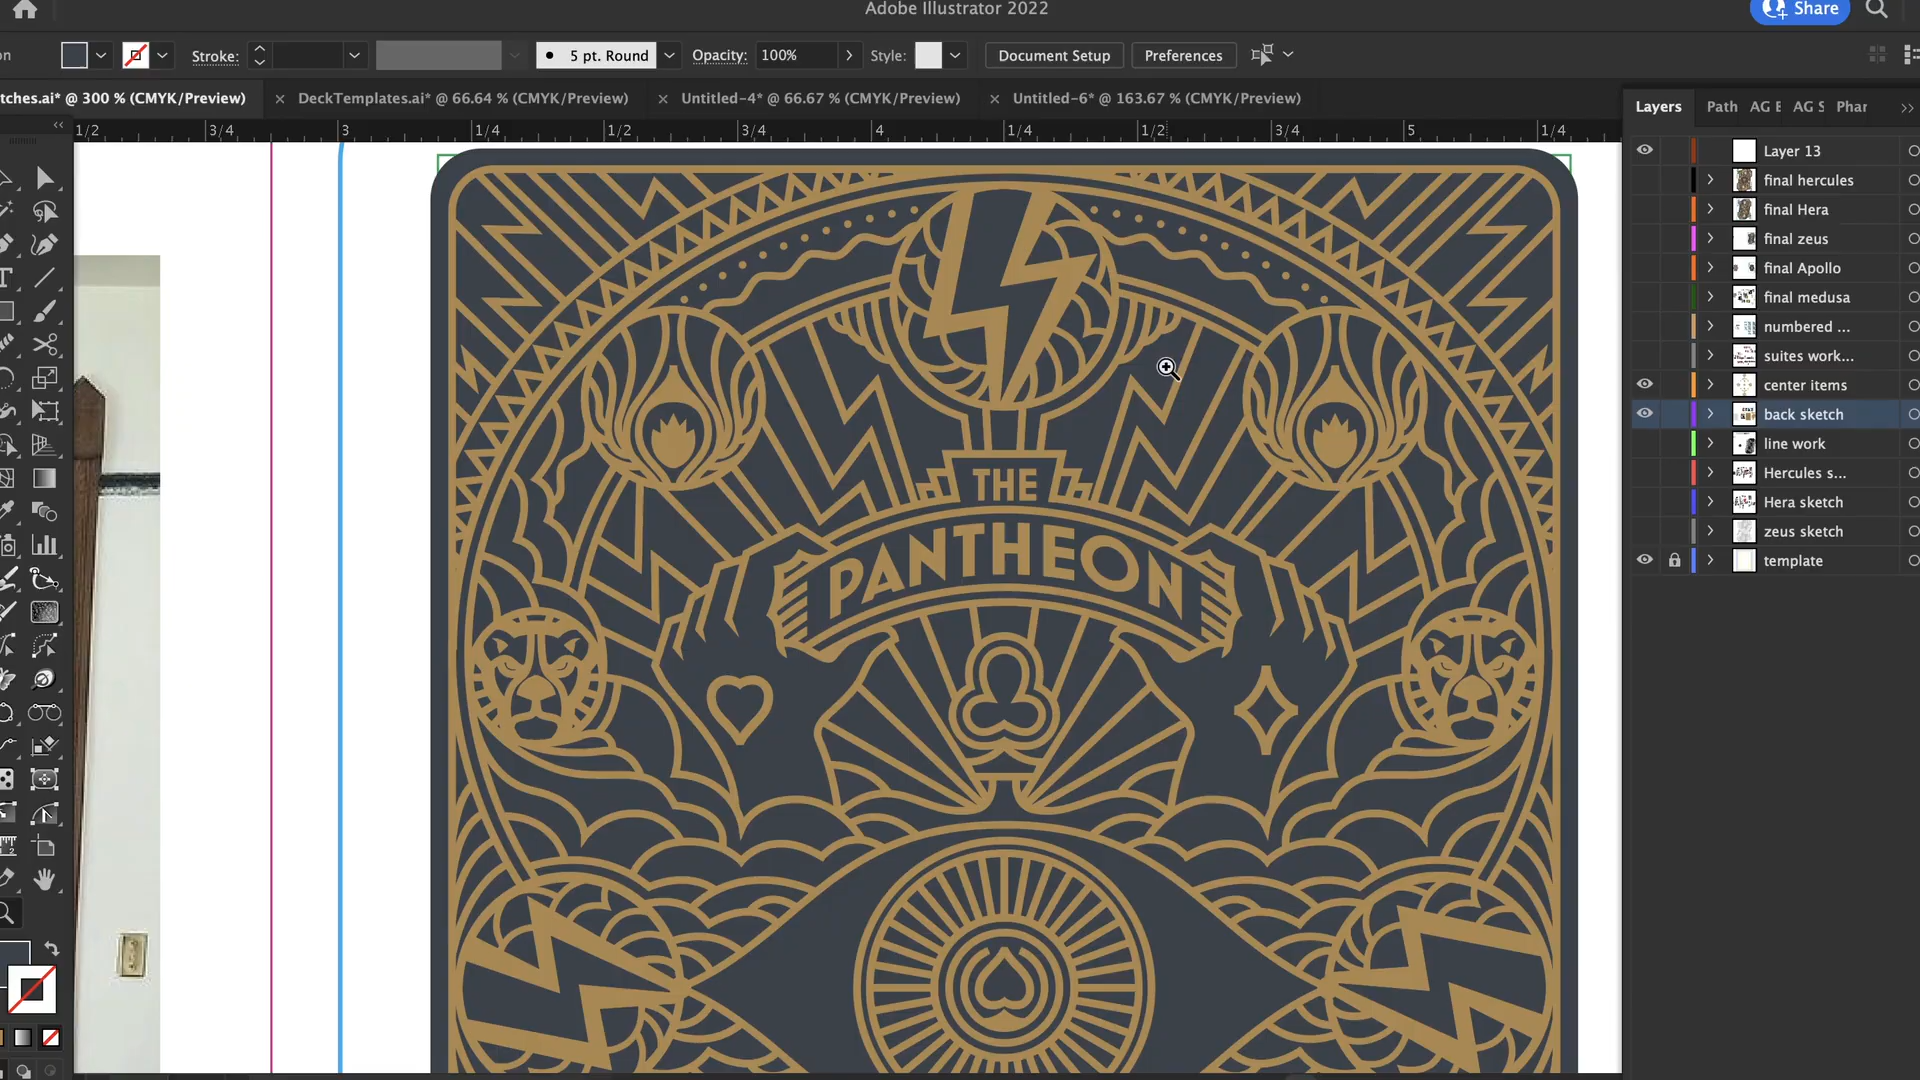 Adobe Illustrator 2022
Share
on
Stroke:
5 pt. Round
Opacity: 100%
Style:
Document Setup
Preferences
tches.ai* @ 300 % (CMYK/Preview)
DeckTemplates.ai* @ 66.64 % (CMYK/Preview)
Untitled-4* @ 66.67 % (CMYK/Preview)
Untitled-6* @ 163.67 % (CMYK/Preview)
1/2 3/4 3 1/4 1/2 3/4 4 1/4 1/2 3/4 5 1/4
THE
PANTHEON
Layers Path AG E AG S Phar
Layer 13
final hercules
final Hera
final zeus
final Apollo
final medusa
numbered ...
suites work...
center items
back sketch
line work
Hercules s...
Hera sketch
zeus sketch
template